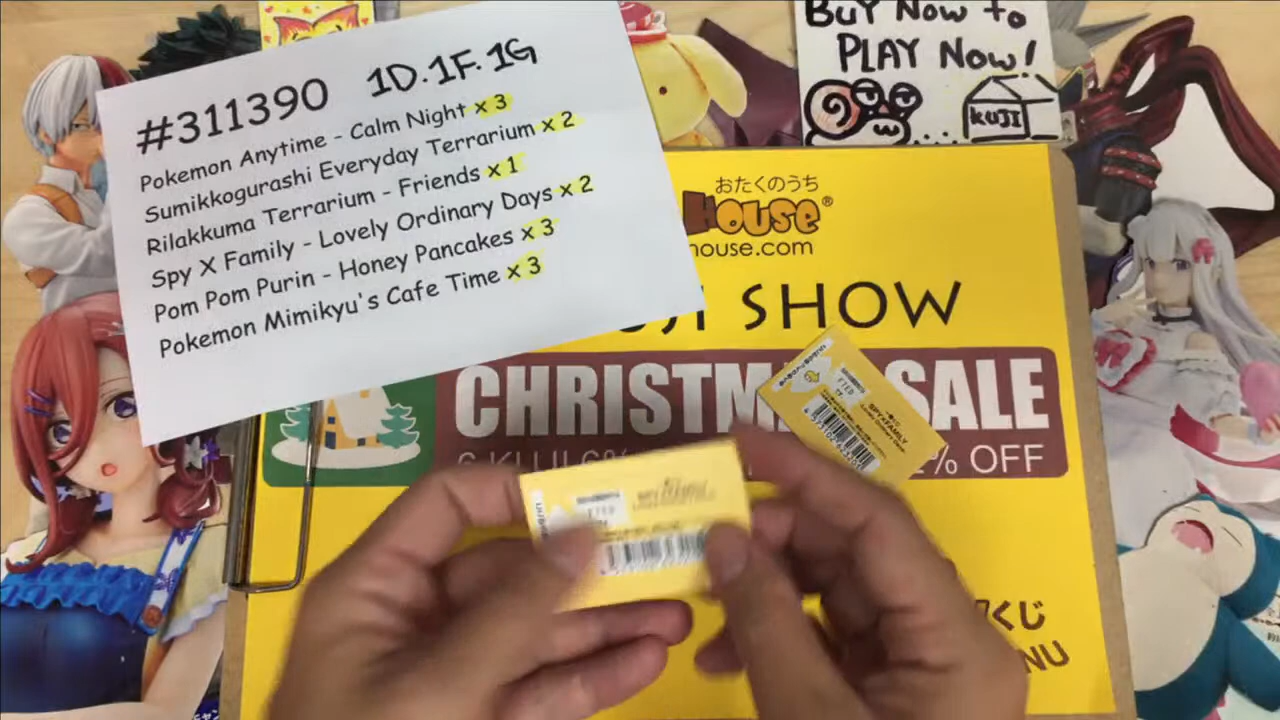 #311390 1D.1F.1G
Pokemon Anytime - Calm Night x 3
Sumikkogurashi Everyday Terrarium x 2
Rilakkuma Terrarium - Friends x 1
Spy X Family - Lovely Ordinary Days x 2
Pom Pom Purin - Honey Pancakes x 3
Pokemon Mimikyu's Cafe Time x 3
BUY NOW to
PLAY NOW!
KUJI
おたくのうち
House®
house.com
SHOW
CHRISTM SALE
% OFF
SPY×FAMILY
SPY×FAMILY
くじ
NU